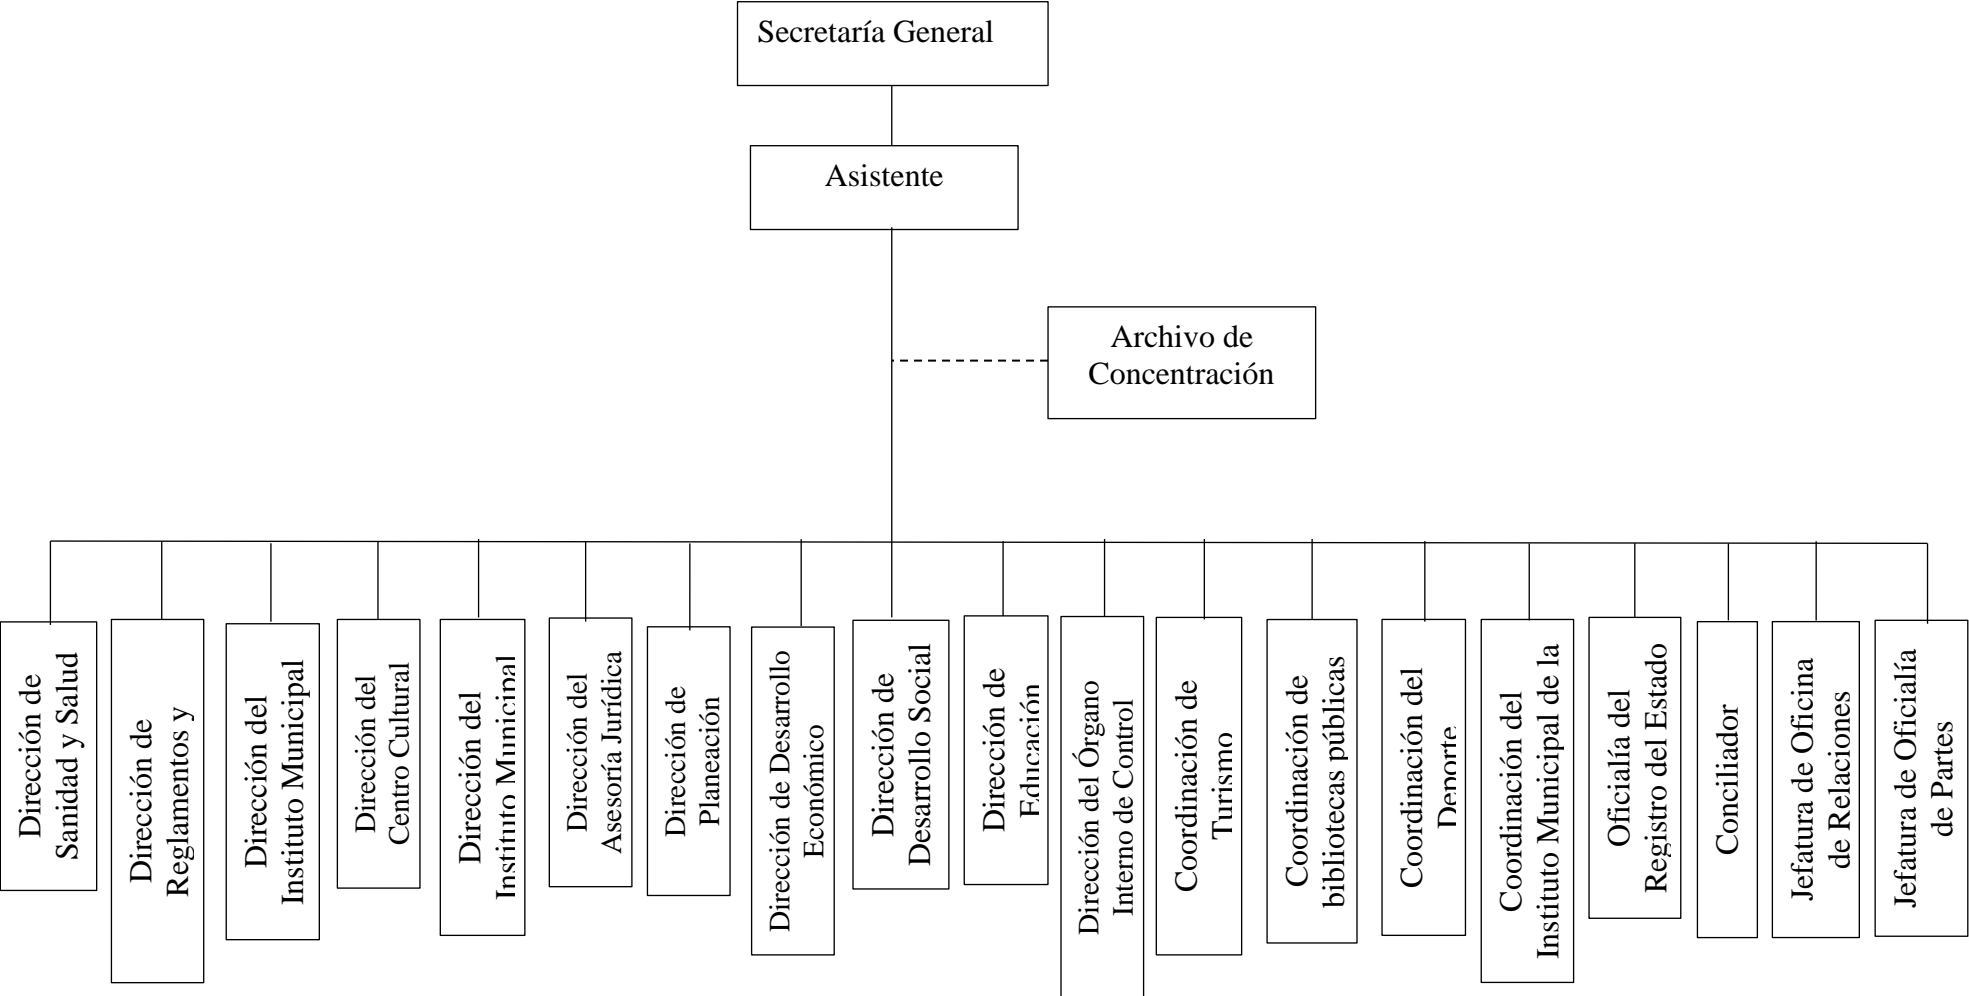 Secretaría General
Asistente
Archivo de
Concentración
Dirección de
Sanidad y Salud
Dirección de
Reglamentos y
Dirección del
Instituto Municipal
Dirección del
Centro Cultural
Dirección del
Instituto Municipal
Dirección del
Asesoría Jurídica
Dirección de
Planeación
Dirección de Desarrollo
Económico
Dirección de
Desarrollo Social
Dirección de
Educación
Dirección del Órgano
Interno de Control
Coordinación de
Turismo
Coordinación de
bibliotecas públicas
Coordinación del
Deporte
Coordinación del
Instituto Municipal de la
Oficialía del
Registro del Estado
Conciliador
Jefatura de Oficina
de Relaciones
Jefatura de Oficialía
de Partes